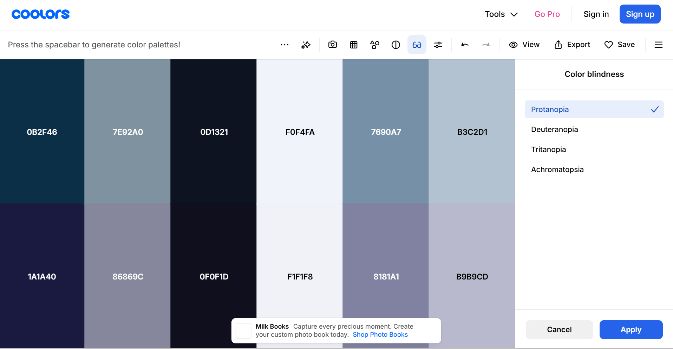 coolors
Tools Go Pro Sign in Sign up
Press the spacebar to generate color palettes!
View Export Save
Color blindness
Protanopia
Deuteranopia
Tritanopia
Achromatopsia
0B2F46 7E92A0 0D1321 F0F4FA 7690A7 B3C2D1
1A1A40 86869C 0F0F1D F1F1F8 8181A1 B9B9CD
Milk Books Capture every precious moment. Create
your custom photo book today. Shop Photo Books
Cancel Apply